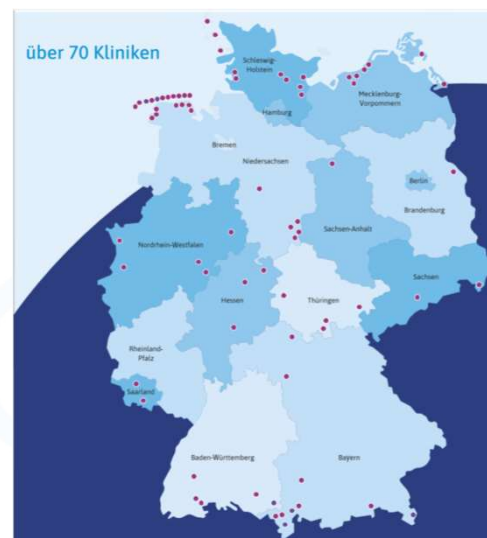 über 70 Kliniken
Schleswig-
Holstein
Mecklenburg-
Vorpommern
Hamburg
Bremen
Niedersachsen
Berlin
Brandenburg
Sachsen-Anhalt
Nordrhein-Westfalen
Sachsen
Hessen
Thüringen
Rheinland-
Pfalz
Saarland
Baden-Württemberg
Bayern